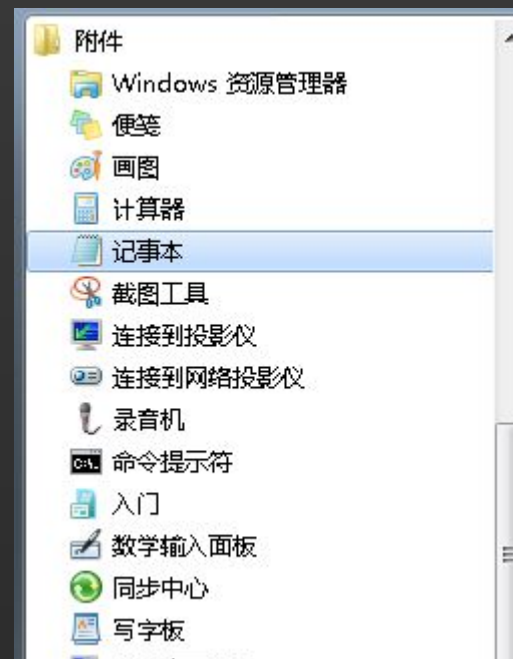 附件
Windows 资源管理器
便笺
画图
计算器
记事本
截图工具
连接到投影仪
连接到网络投影仪
录音机
命令提示符
入门
数学输入面板
同步中心
写字板